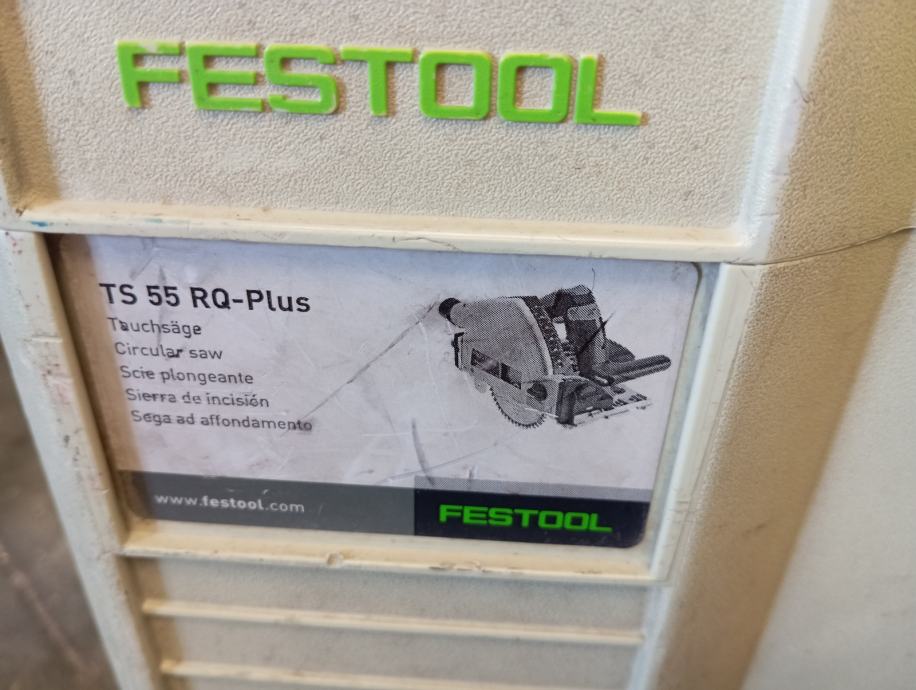 FESTOOL
TS 55 RQ-Plus
Tauchsäge
Circular saw
Scie plongeante
Sierra de incisión
Sega ad affondamento
www.festool.com
FESTOOL